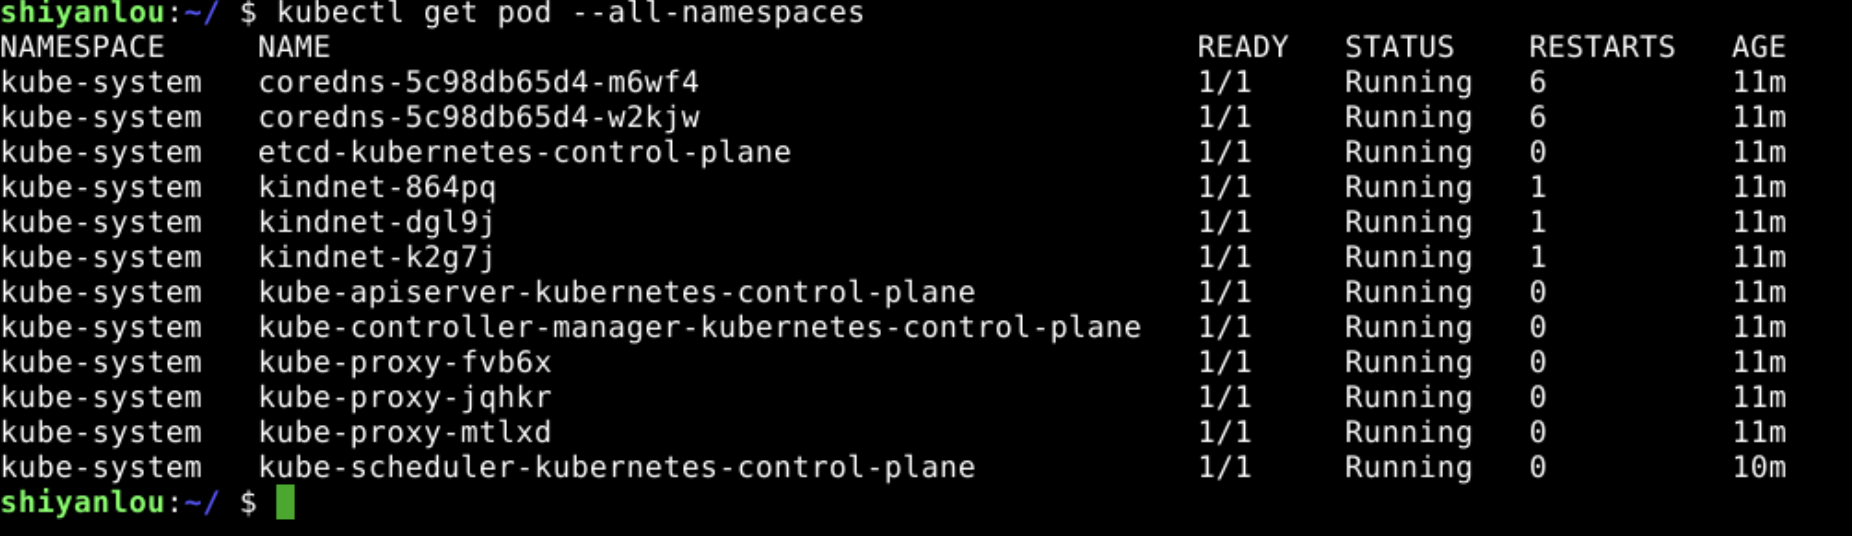 shiyanlou:~/ $ kubectl get pod --all-namespaces
NAMESPACE NAME READY STATUS RESTARTS AGE
kube-system coredns-5c98db65d4-m6wf4 1/1 Running 6 11m
kube-system coredns-5c98db65d4-w2kjw 1/1 Running 6 11m
kube-system etcd-kubernetes-control-plane 1/1 Running 0 11m
kube-system kindnet-864pq 1/1 Running 1 11m
kube-system kindnet-dgl9j 1/1 Running 1 11m
kube-system kindnet-k2g7j 1/1 Running 1 11m
kube-system kube-apiserver-kubernetes-control-plane 1/1 Running 0 11m
kube-system kube-controller-manager-kubernetes-control-plane 1/1 Running 0 11m
kube-system kube-proxy-fvb6x 1/1 Running 0 11m
kube-system kube-proxy-jqhkr 1/1 Running 0 11m
kube-system kube-proxy-mtlxd 1/1 Running 0 11m
kube-system kube-scheduler-kubernetes-control-plane 1/1 Running 0 10m
shiyanlou:~/ $